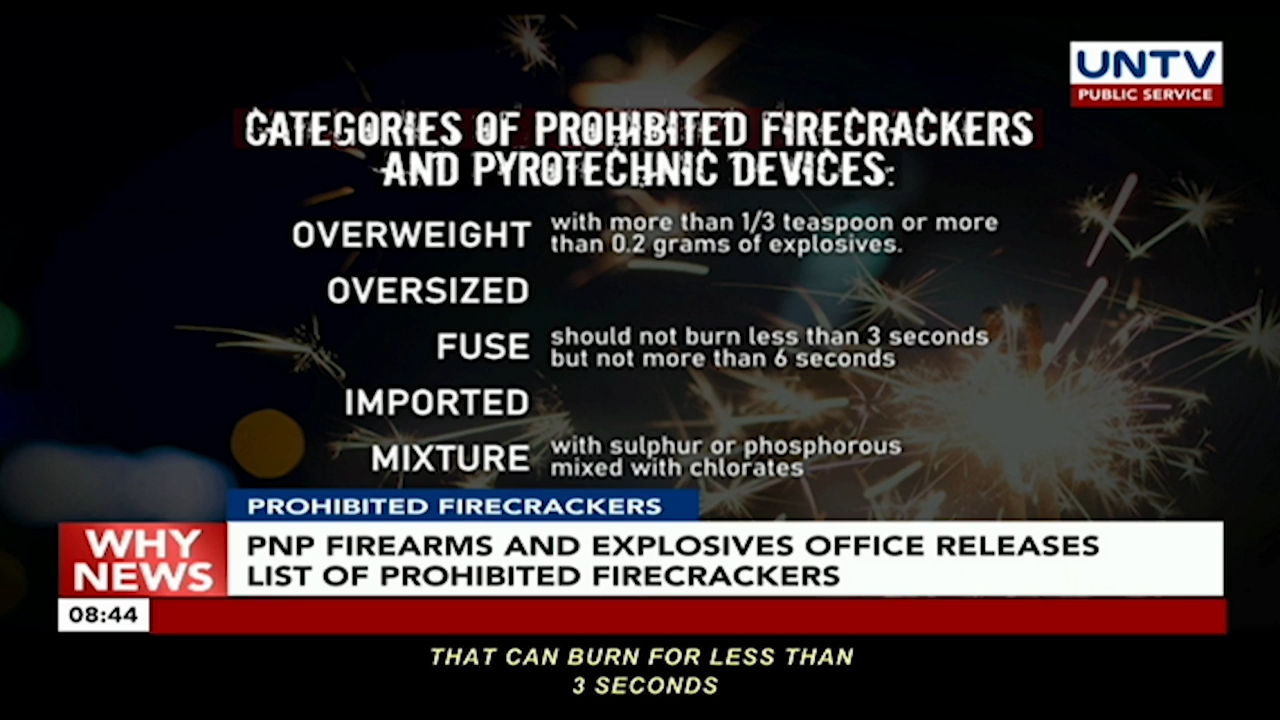 UNTV
PUBLIC SERVICE
CATEGORIES OF PROHIBITED FIRECRACKERS
AND PYROTECHNIC DEVICES:
OVERWEIGHT with more than 1/3 teaspoon or more
than 0.2 grams of explosives.
OVERSIZED
FUSE should not burn less than 3 seconds
but not more than 6 seconds
IMPORTED
MIXTURE with sulphur or phosphorous
mixed with chlorates
PROHIBITED FIRECRACKERS
WHY
NEWS
PNP FIREARMS AND EXPLOSIVES OFFICE RELEASES
LIST OF PROHIBITED FIRECRACKERS
08:44
THAT CAN BURN FOR LESS THAN
3 SECONDS